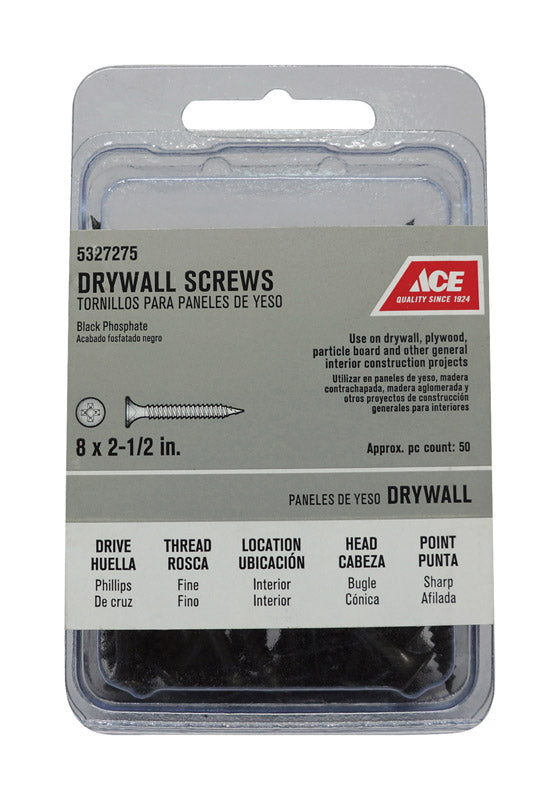 5327275
DRYWALL SCREWS
TORNILLOS PARA PANELES DE YESO
Black Phosphate
Acabado fosfatado negro
ACE
QUALITY SINCE 1924
Use on drywall, plywood,
particle board and other general
interior construction projects
Utilizar en paneles de yeso, madera
contrachapada, madera aglomerada y
otros proyectos de construcción
generales para interiores
8 x 2-1/2 in.
Approx. pc count: 50
PANELES DE YESO DRYWALL
DRIVE
HUELLA
Phillips
De cruz
THREAD
ROSCA
Fine
Fino
LOCATION
UBICACIÓN
Interior
Interior
HEAD
CABEZA
Bugle
Cónica
POINT
PUNTA
Sharp
Afilada